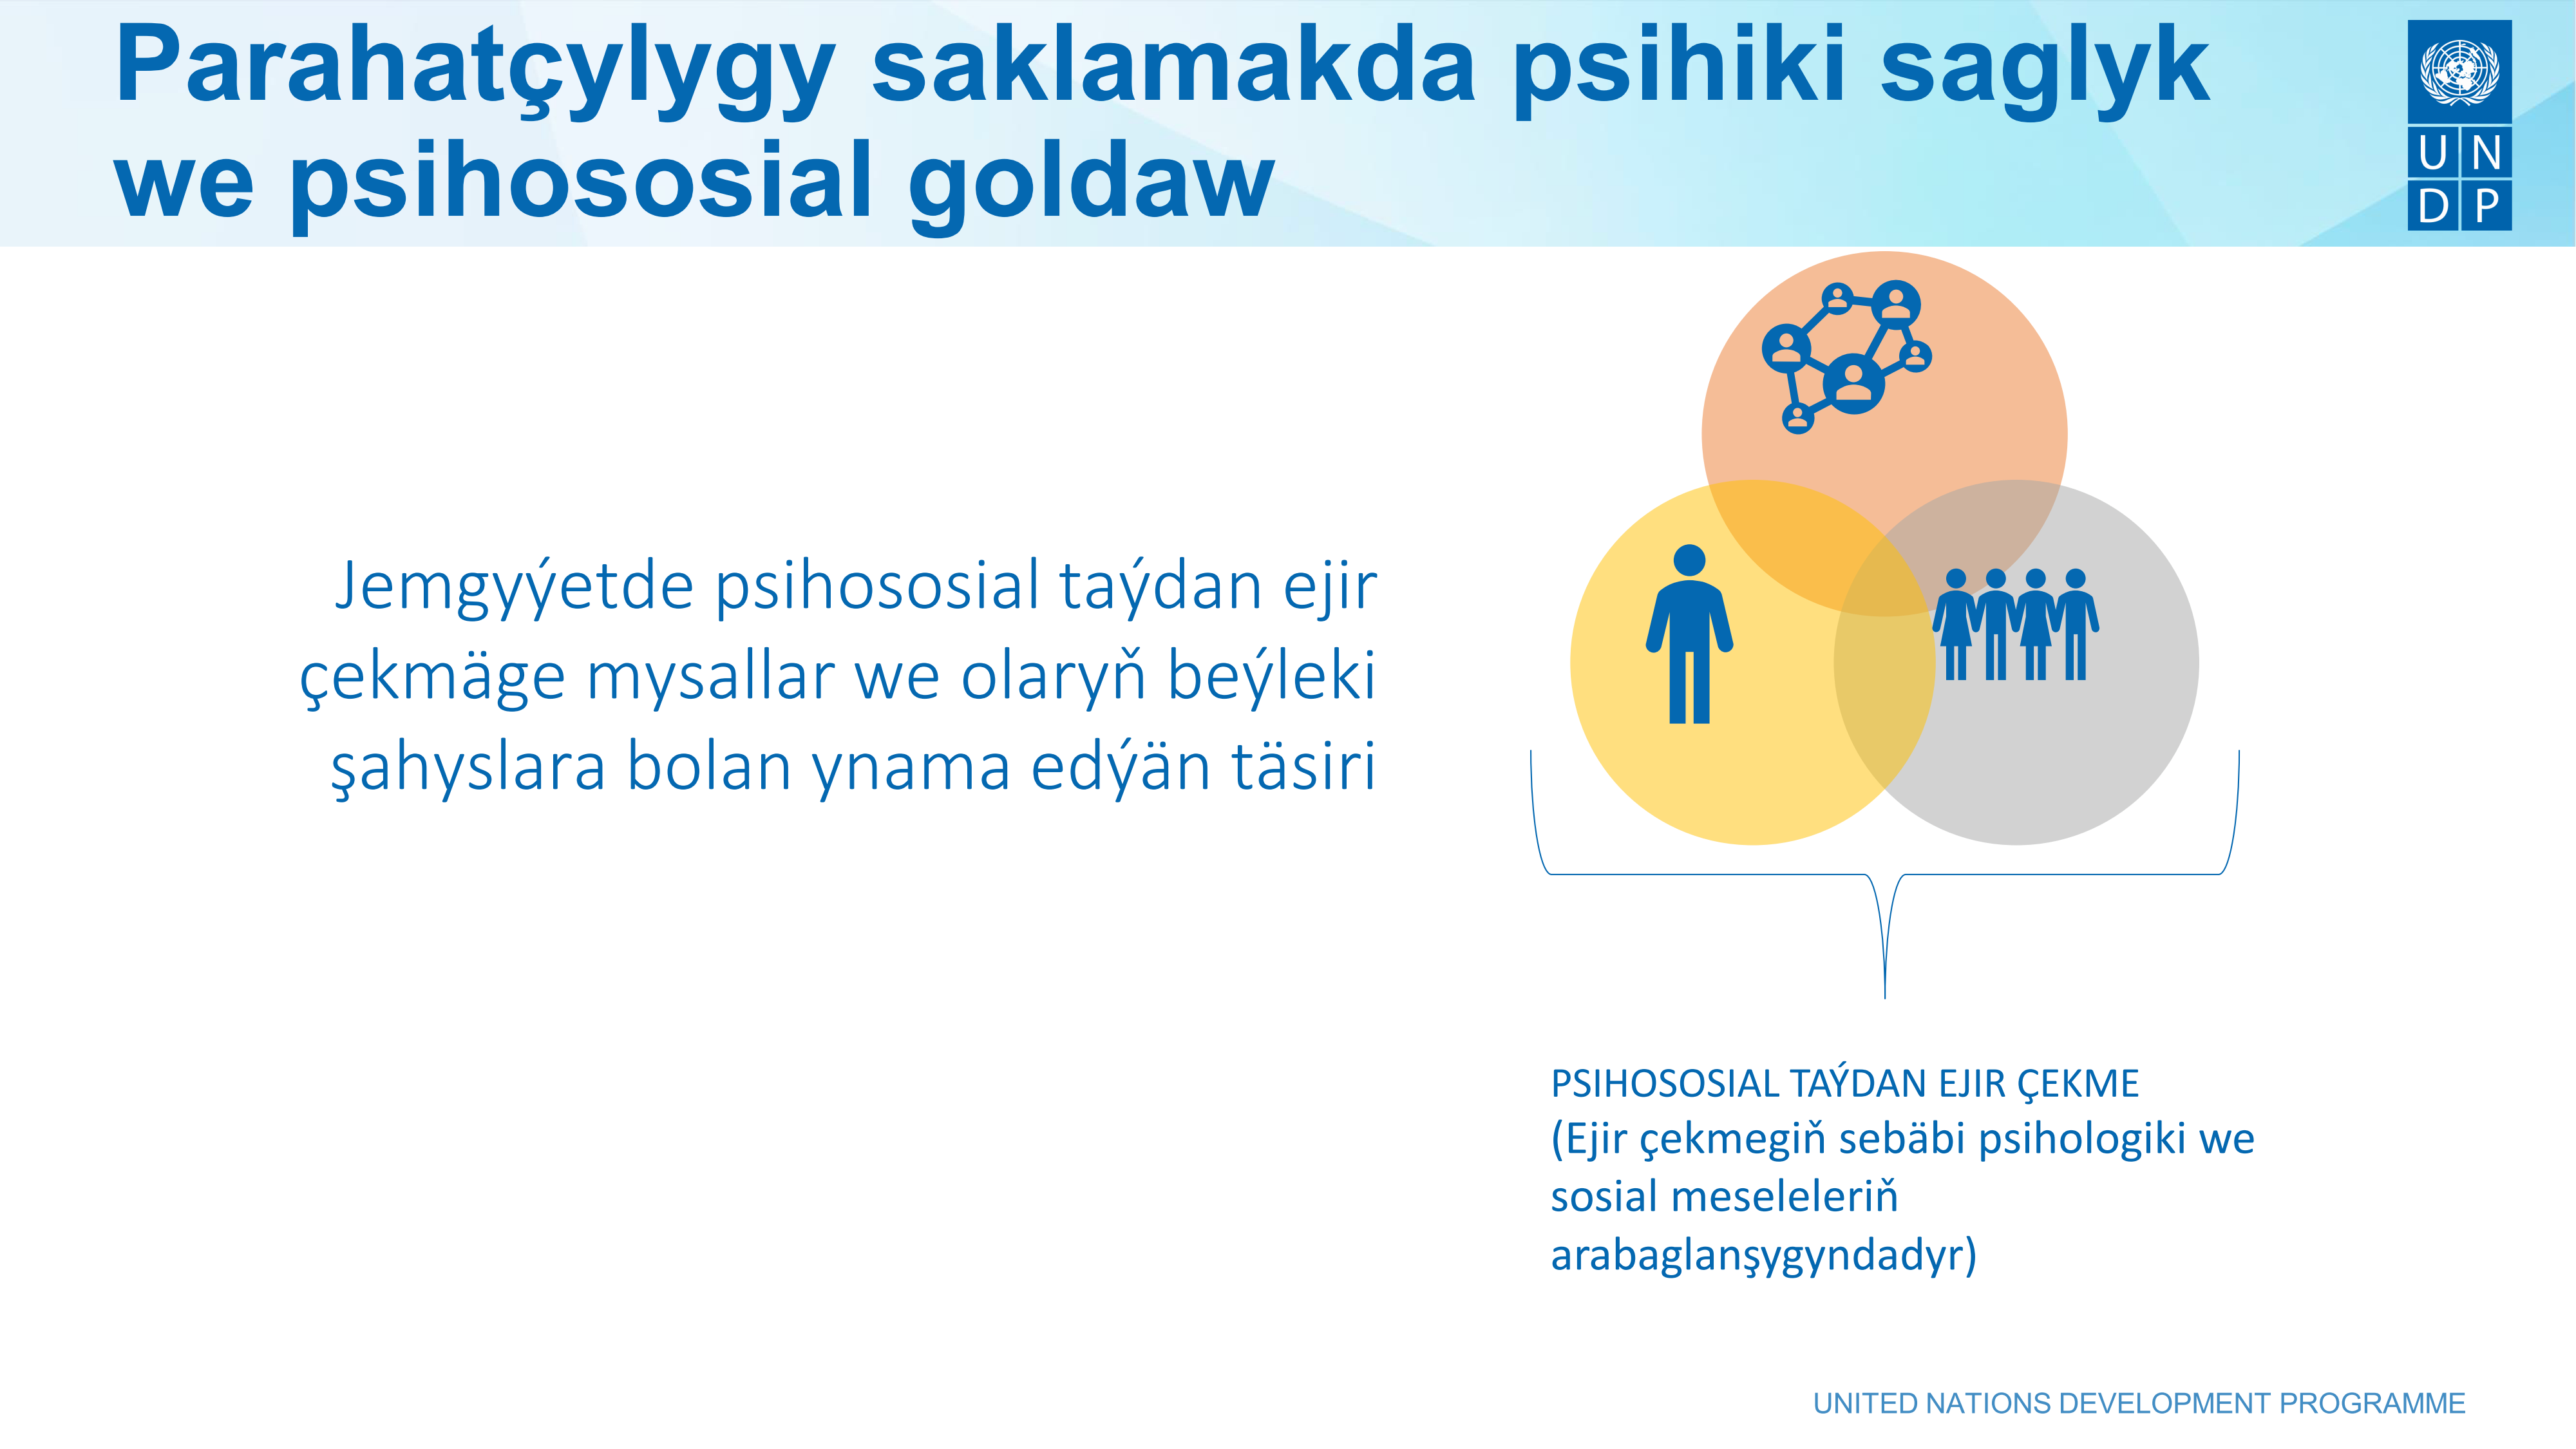 Parahatçylygy saklamakda psihiki saglyk
we psihososial goldaw
U N
D P
Jemgyýetde psihososial taýdan ejir
çekmäge mysallar we olaryň beýleki
şahyslara bolan ynama edýän täsiri
PSIHOSOSIAL TAÝDAN EJIR ÇEKME
(Ejir çekmegiň sebäbi psihologiki we
sosial meseleleriň
arabaglanşygyndadyr)
UNITED NATIONS DEVELOPMENT PROGRAMME